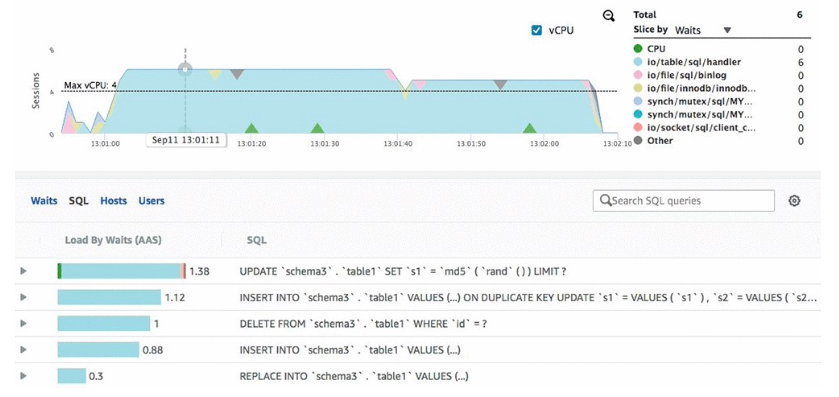 vCPU
Total 6
Slice by Waits
CPU 0
io/table/sql/handler 6
io/file/sql/binlog 0
io/file/innodb/innodb... 0
synch/mutex/sql/MY... 0
synch/mutex/sql/MY... 0
io/socket/sql/client_c... 0
Other 0
Sessions
Max vCPU: 4
0
13:01:00
Sep11 13:01:11
13:01:20
13:01:30
13:01:40
13:01:50
13:02:00
13:02:10
Waits SQL Hosts Users
Search SQL queries
Load By Waits (AAS) SQL
1.38 UPDATE `schema3` . `table1` SET `s1` = `md5` ( `rand` ( ) ) LIMIT ?
1.12 INSERT INTO `schema3` . `table1` VALUES (...) ON DUPLICATE KEY UPDATE `s1` = VALUES ( `s1` ) , `s2` = VALUES ( `s2...
1 DELETE FROM `schema3` . `table1` WHERE `id` = ?
0.88 INSERT INTO `schema3` . `table1` VALUES (...)
0.3 REPLACE INTO `schema3` . `table1` VALUES (...)